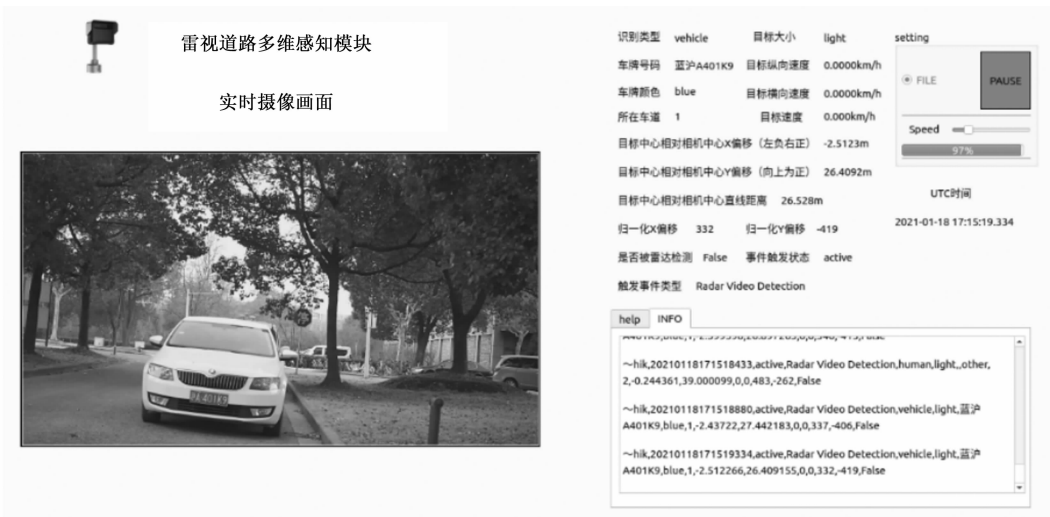 雷视道路多维感知模块
实时摄像画面
沪A·401K9
识别类型 vehicle 目标大小 light
车牌号码 蓝沪A401K9 目标纵向速度 0.0000km/h
车牌颜色 blue 目标横向速度 0.0000km/h
所在车道 1 目标速度 0.000km/h
目标中心相对相机中心X偏移（左负右正） -2.5123m
目标中心相对相机中心Y偏移（向上为正） 26.4092m
目标中心相对相机中心直线距离 26.528m
归一化X偏移 332 归一化Y偏移 -419
是否被雷达检测 False 事件触发状态 active
触发事件类型 Radar Video Detection
setting
FILE
PAUSE
Speed
97%
UTC时间
2021-01-18 17:15:19.334
help INFO
~hik,20210118171518433,active,Radar Video Detection,human,light,,other,
2,-0.244361,39.000099,0,0,483,-262,False
~hik,20210118171518880,active,Radar Video Detection,vehicle,light,蓝沪
A401K9,blue,1,-2.43722,27.442183,0,0,337,-406,False
~hik,20210118171519334,active,Radar Video Detection,vehicle,light,蓝沪
A401K9,blue,1,-2.512266,26.409155,0,0,332,-419,False